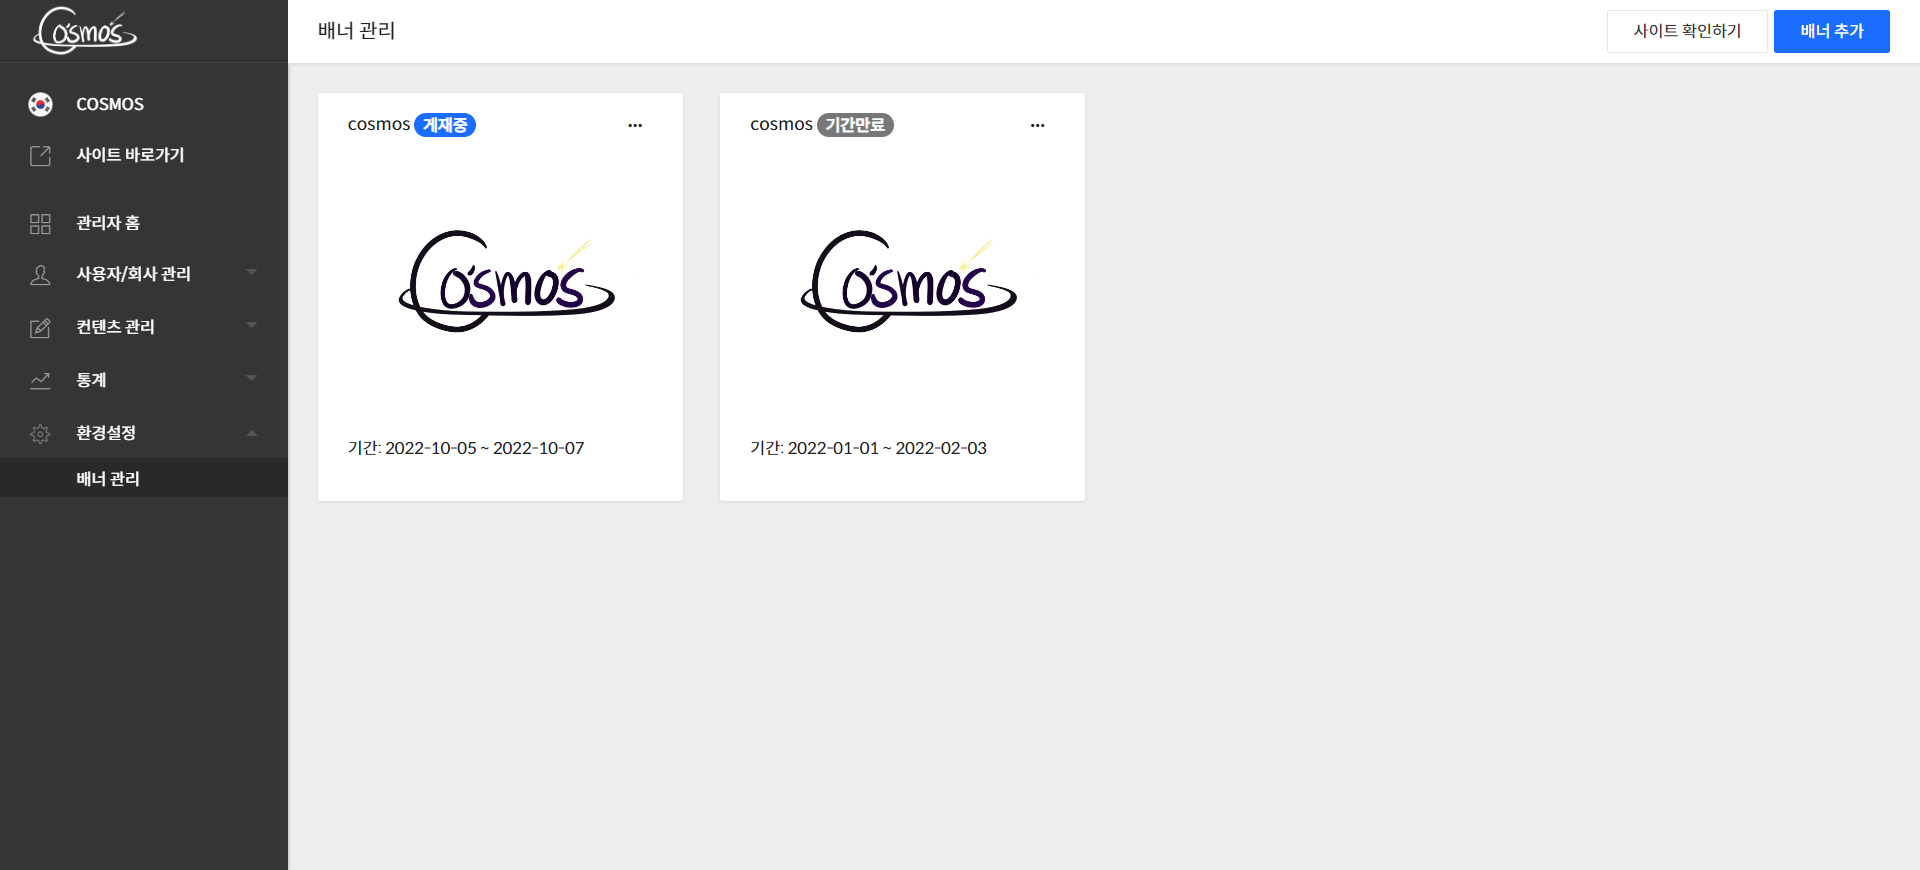 Cosmos
배너 관리
사이트 확인하기
배너 추가
COSMOS
사이트 바로가기
관리자 홈
사용자/회사 관리
컨텐츠 관리
통계
환경설정
배너 관리
cosmos 게재중
...
Cosmos
기간: 2022-10-05 ~ 2022-10-07
cosmos 기간만료
...
Cosmos
기간: 2022-01-01 ~ 2022-02-03